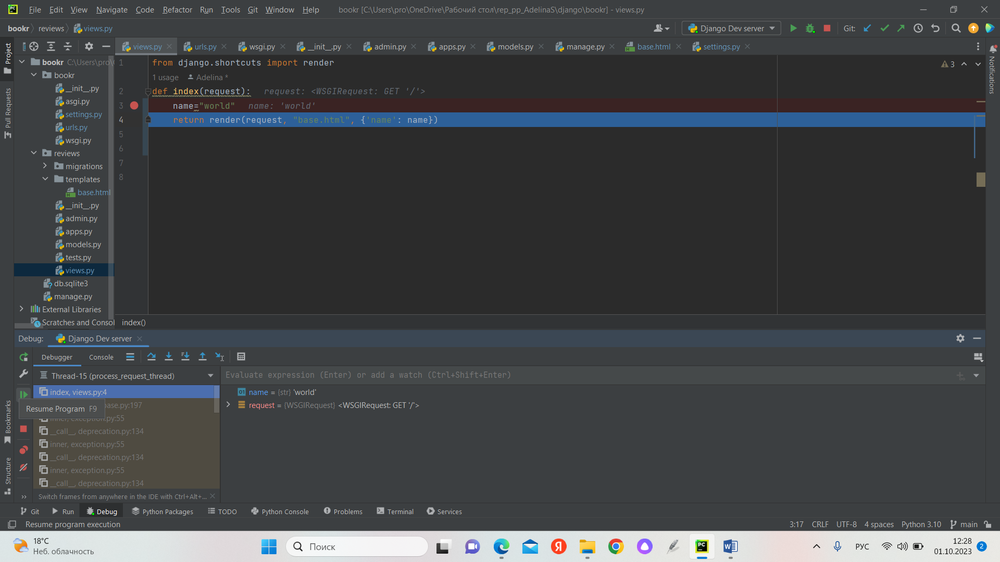 File Edit View Navigate Code Refactor Run Tools Git Window Help bookr [C:\Users\pro\OneDrive\Рабочий стол\rep_pp_AdelinaS\django\bookr] - views.py
bookr reviews views.py Django Dev server Git:
views.py urls.py wsgi.py __init__.py admin.py apps.py models.py manage.py base.html settings.py
Project
Pull Requests
Bookmarks
Structure
Notifications
bookr C:\Users\pro\
bookr
__init__.py
asgi.py
settings.py
urls.py
wsgi.py
reviews
migrations
templates
base.html
__init__.py
admin.py
apps.py
models.py
tests.py
views.py
db.sqlite3
manage.py
External Libraries
Scratches and Consol
1 from django.shortcuts import render
3
1 usage Adelina *
2 def index(request): request: <WSGIRequest: GET '/'>
3 name="world" name: 'world'
4 return render(request, "base.html", {'name': name})
5
6
7
8
index()
Debug: Django Dev server
Debugger Console
Thread-15 (process_request_thread)
Evaluate expression (Enter) or add a watch (Ctrl+Shift+Enter)
index, views.py:4
base.py:197
inner, exception.py:55
__call__, deprecation.py:134
inner, exception.py:55
__call__, deprecation.py:134
inner, exception.py:55
__call__, deprecation.py:134
Resume Program F9
name = {str} 'world'
request = {WSGIRequest} <WSGIRequest: GET '/'>
Switch frames from anywhere in the IDE with Ctrl+Alt+...
Git Run Debug Python Packages TODO Python Console Problems Terminal Services
Resume program execution 3:17 CRLF UTF-8 4 spaces Python 3.10 main
18°C
Неб. облачность
Поиск
РУС
12:28
01.10.2023
2